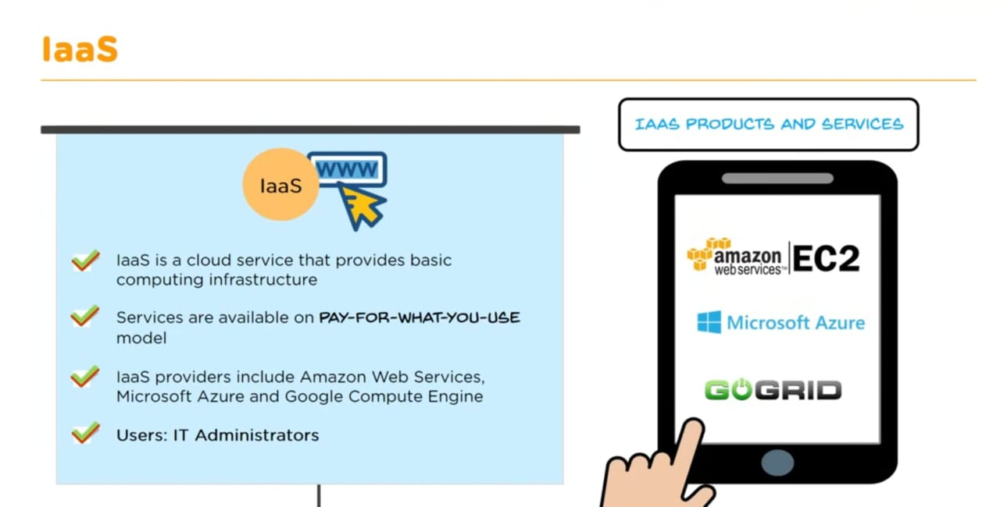 IaaS
IaaS
WWW
IaaS is a cloud service that provides basic
computing infrastructure
Services are available on PAY-FOR-WHAT-YOU-USE
model
IaaS providers include Amazon Web Services,
Microsoft Azure and Google Compute Engine
Users: IT Administrators
IAAS PRODUCTS AND SERVICES
amazon
web services™ EC2
Microsoft Azure
GOGRID